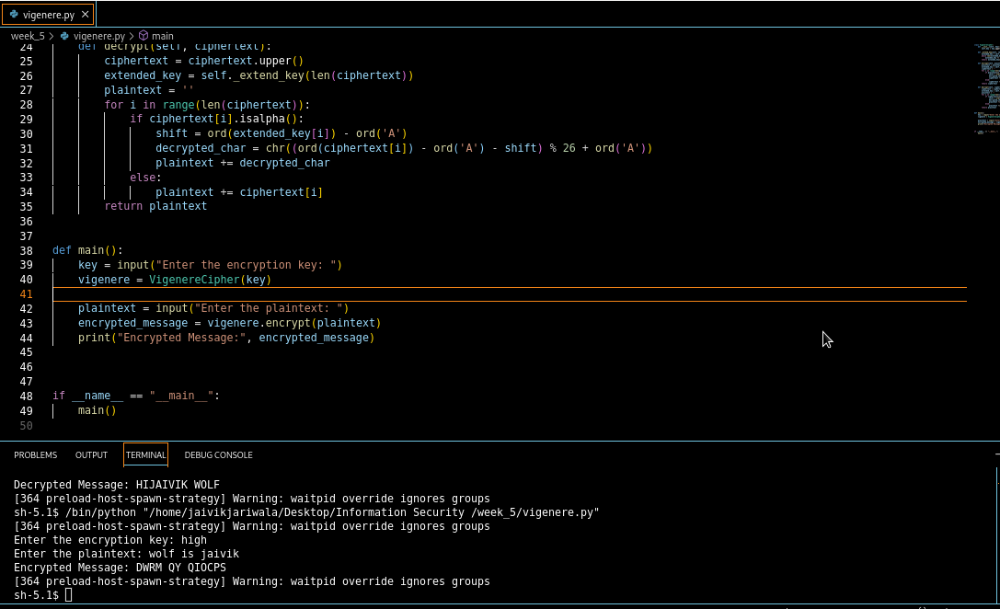 vigenere.py
week_5 > vigenere.py > main
24 def decrypt(self, ciphertext):
25 ciphertext = ciphertext.upper()
26 extended_key = self._extend_key(len(ciphertext))
27 plaintext = ''
28 for i in range(len(ciphertext)):
29 if ciphertext[i].isalpha():
30 shift = ord(extended_key[i]) - ord('A')
31 decrypted_char = chr((ord(ciphertext[i]) - ord('A') - shift) % 26 + ord('A'))
32 plaintext += decrypted_char
33 else:
34 plaintext += ciphertext[i]
35 return plaintext
36
37
38 def main():
39 key = input("Enter the encryption key: ")
40 vigenere = VigenereCipher(key)
41
42 plaintext = input("Enter the plaintext: ")
43 encrypted_message = vigenere.encrypt(plaintext)
44 print("Encrypted Message:", encrypted_message)
45
46
47
48 if __name__ == "__main__":
49 main()
50
PROBLEMS OUTPUT TERMINAL DEBUG CONSOLE
Decrypted Message: HIJAIVIK WOLF
[364 preload-host-spawn-strategy] Warning: waitpid override ignores groups
sh-5.1$ /bin/python "/home/jaivikjariwala/Desktop/Information Security /week_5/vigenere.py"
[364 preload-host-spawn-strategy] Warning: waitpid override ignores groups
Enter the encryption key: high
Enter the plaintext: wolf is jaivik
Encrypted Message: DWRM QY QIOCPS
[364 preload-host-spawn-strategy] Warning: waitpid override ignores groups
sh-5.1$